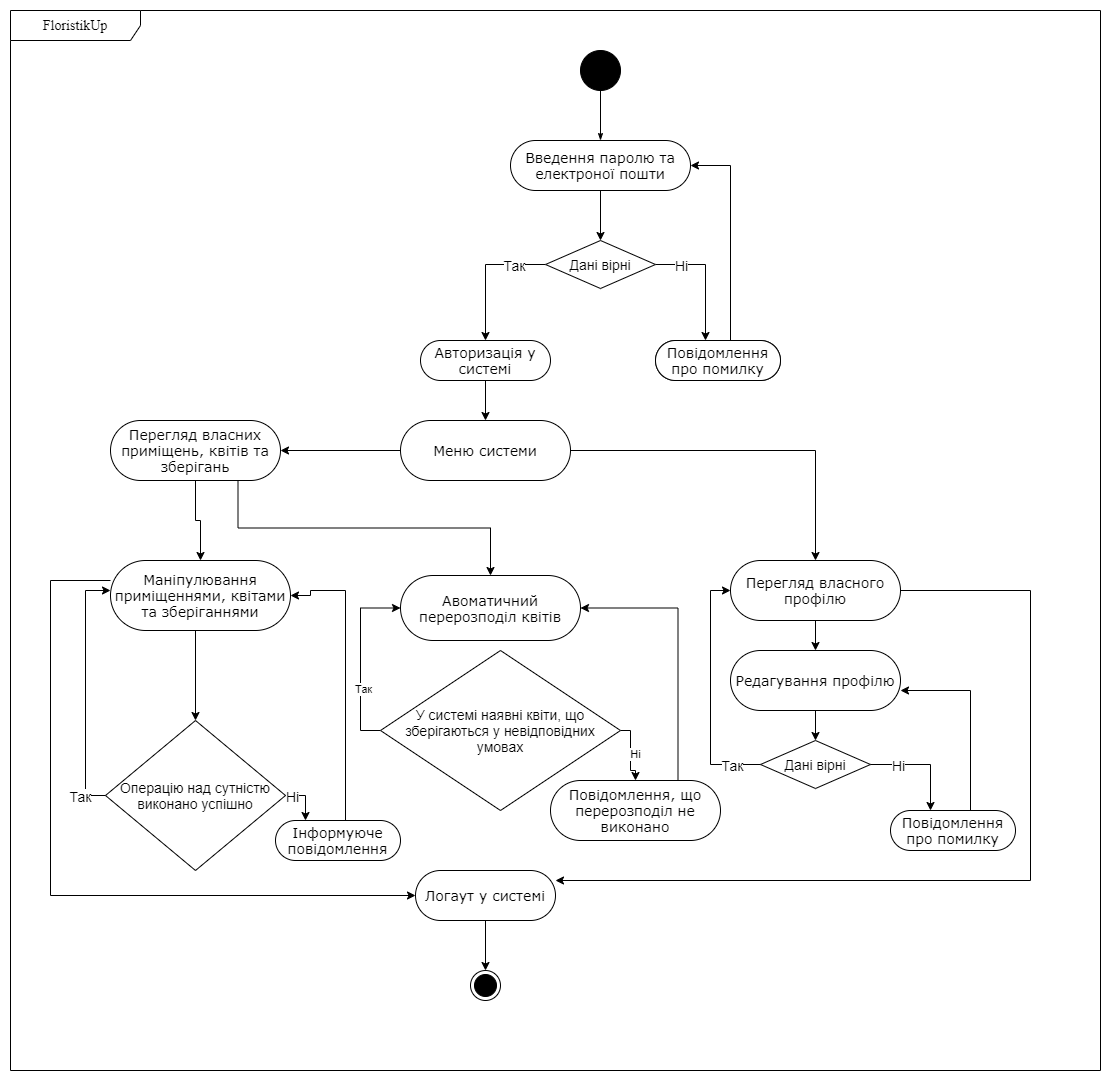 FloristikUp
Введення паролю та
електроної пошти
Дані вірні
Так
Ні
Авторизація у
системі
Повідомлення
про помилку
Перегляд власних
приміщень, квітів та
зберігань
Меню системи
Маніпулювання
приміщеннями, квітами
та зберіганнями
Авоматичний
перерозподіл квітів
Перегляд власного
профілю
Так
У системі наявні квіти, що
зберігаються у невідповідних
умовах
Ні
Редагування профілю
Операцію над сутністю
виконано успішно
Так
Ні
Повідомлення, що
перерозподіл не
виконано
Дані вірні
Так
Ні
Інформуюче
повідомлення
Повідомлення
про помилку
Логаут у системі